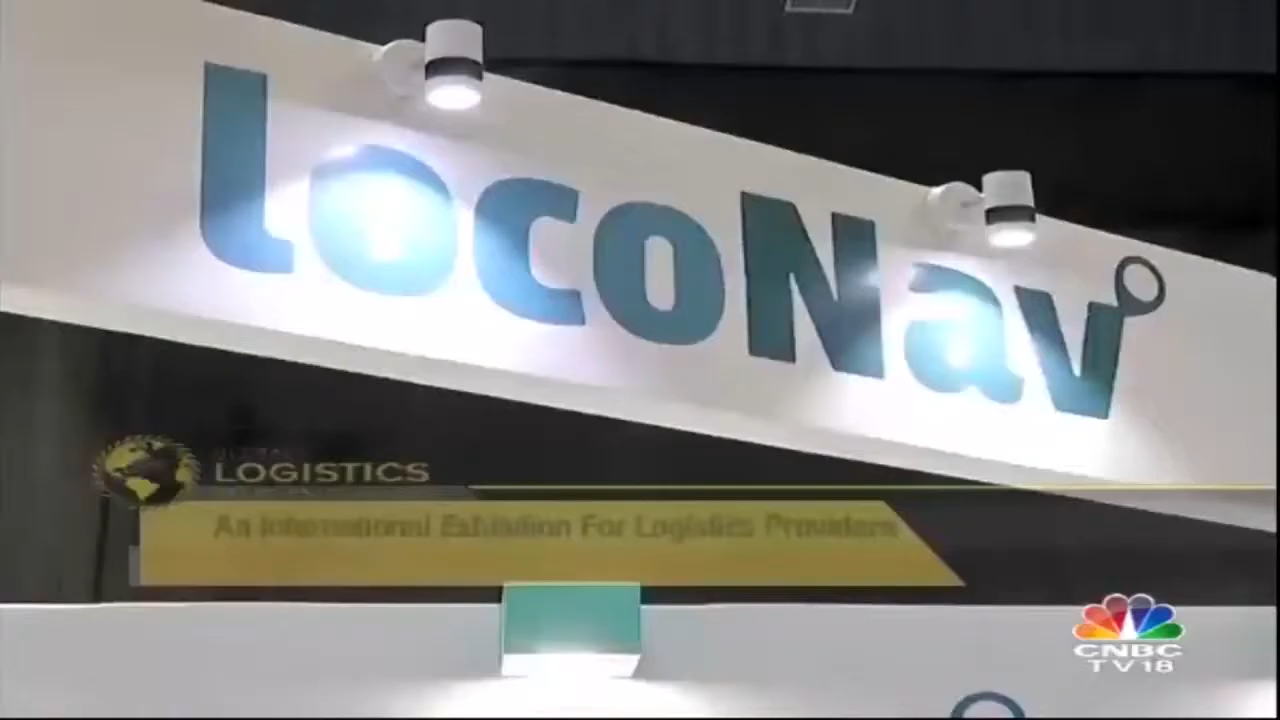 LocoNav
LOGISTICS
An International Exhibition For Logistics Providers
CNBC
TV18